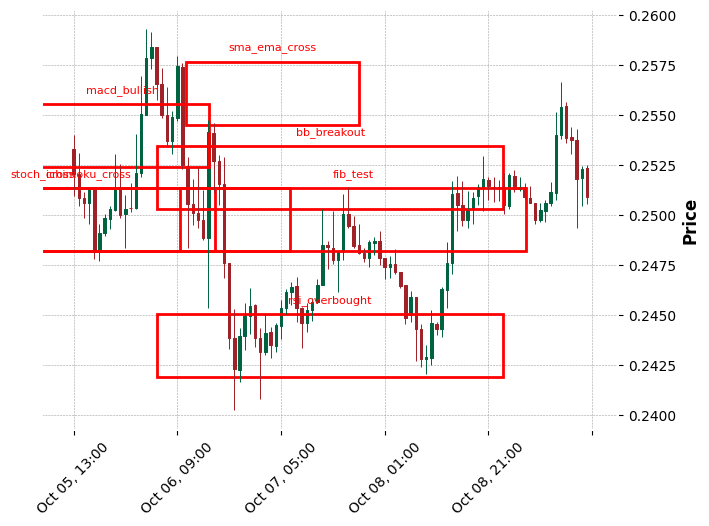 0.2600
sma_ema_cross
0.2575
macd_bullish
0.2550
bb_breakout
0.2525
fib_test
0.2500
Price
0.2475
rsi_overbought
0.2450
0.2425
0.2400
Oct 05, 13:00
Oct 06, 09:00
Oct 07, 05:00
Oct 08, 01:00
Oct 08, 21:00